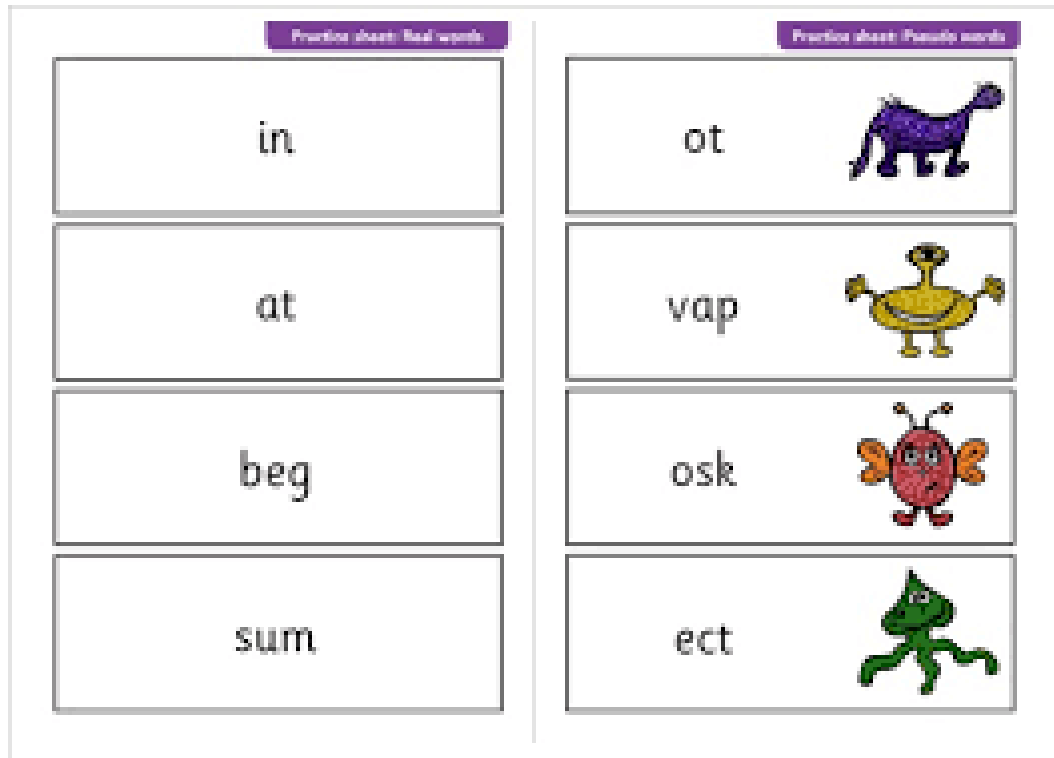 Practice sheet: Real words
in
at
beg
sum
Practice sheet: Pseudo words
ot
vap
osk
ect